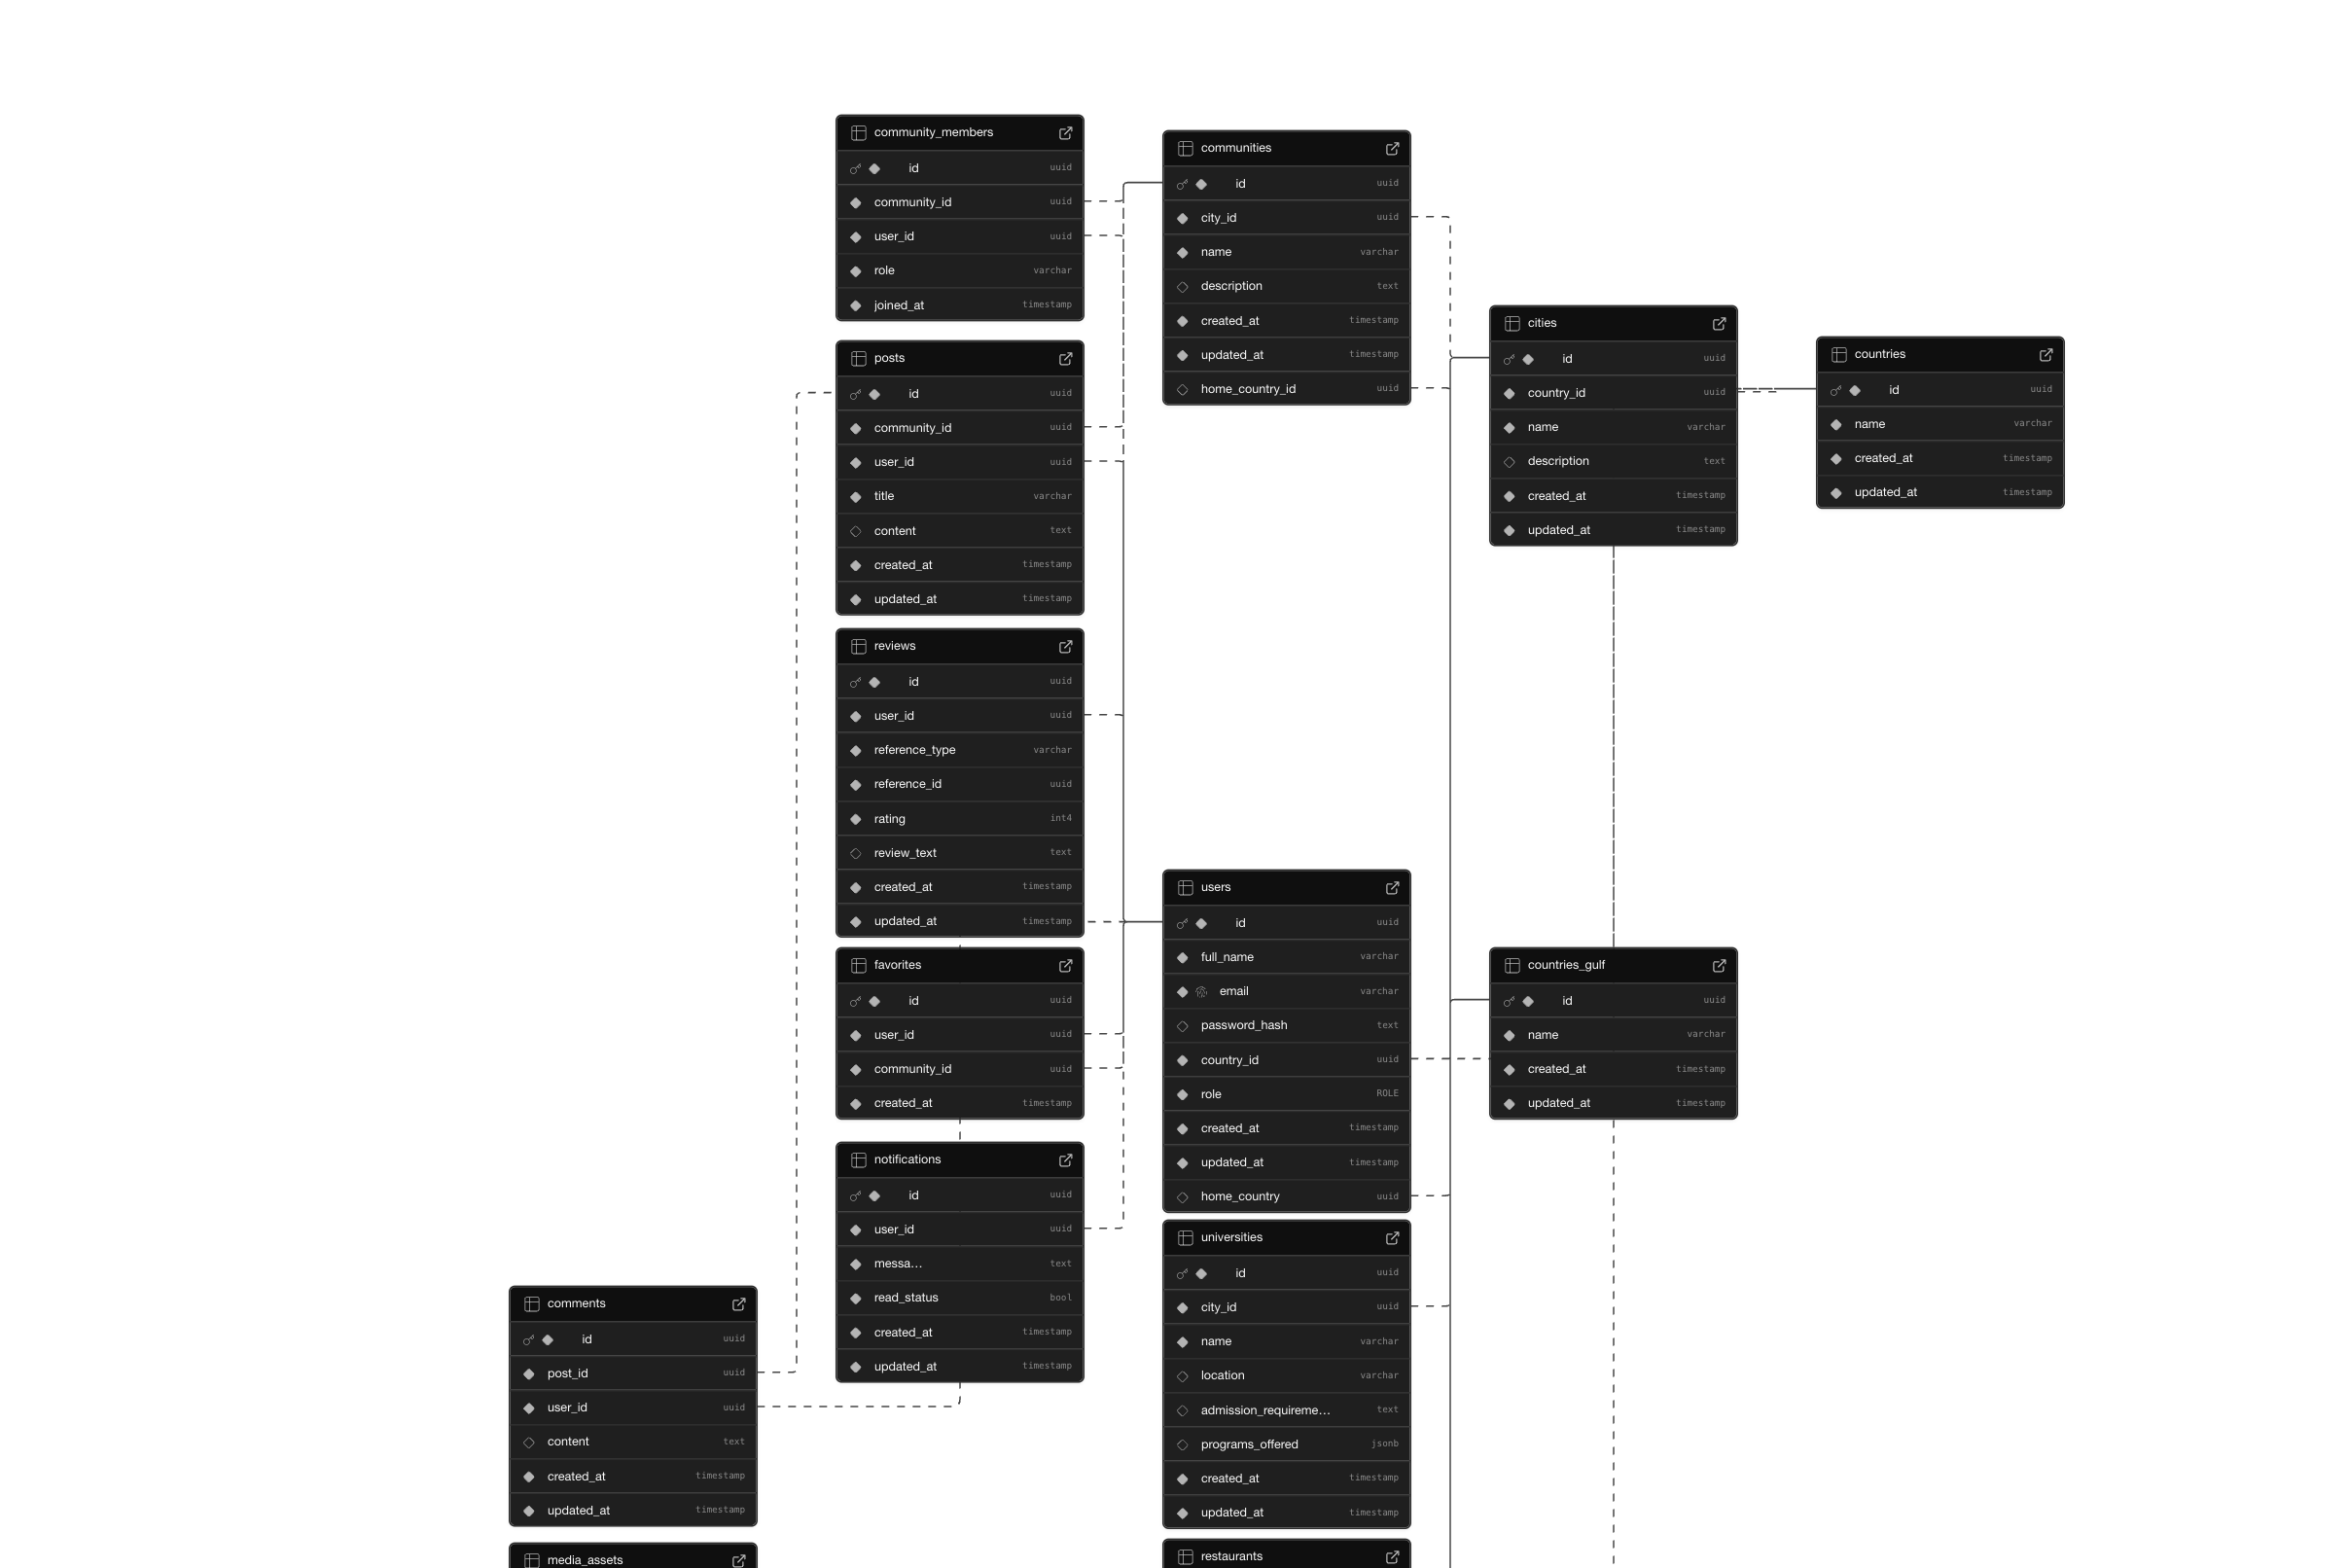 community_members
id uuid
community_id uuid
user_id uuid
role varchar
joined_at timestamp
communities
id uuid
city_id uuid
name varchar
description text
created_at timestamp
updated_at timestamp
home_country_id uuid
cities
id uuid
country_id uuid
name varchar
description text
created_at timestamp
updated_at timestamp
countries
id uuid
name varchar
created_at timestamp
updated_at timestamp
posts
id uuid
community_id uuid
user_id uuid
title varchar
content text
created_at timestamp
updated_at timestamp
reviews
id uuid
user_id uuid
reference_type varchar
reference_id uuid
rating int4
review_text text
created_at timestamp
updated_at timestamp
users
id uuid
full_name varchar
email varchar
password_hash text
country_id uuid
role ROLE
created_at timestamp
updated_at timestamp
home_country uuid
countries_gulf
id uuid
name varchar
created_at timestamp
updated_at timestamp
favorites
id uuid
user_id uuid
community_id uuid
created_at timestamp
notifications
id uuid
user_id uuid
messa… text
read_status bool
created_at timestamp
updated_at timestamp
universities
id uuid
city_id uuid
name varchar
location varchar
admission_requireme… text
programs_offered jsonb
created_at timestamp
updated_at timestamp
comments
id uuid
post_id uuid
user_id uuid
content text
created_at timestamp
updated_at timestamp
media_assets
restaurants